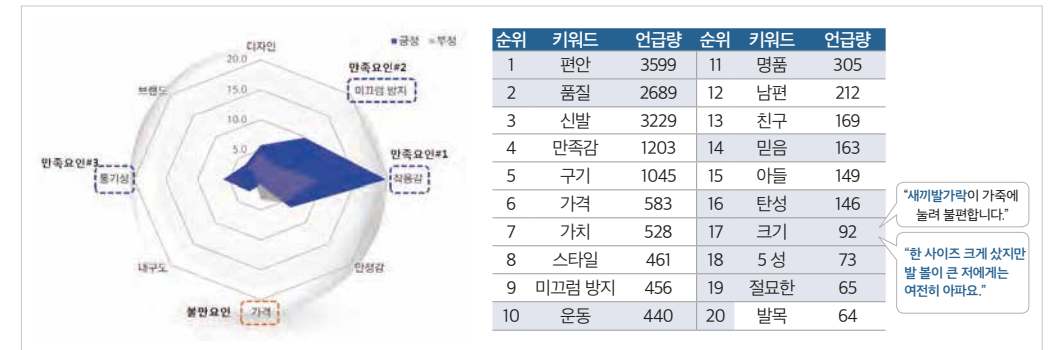 ■긍정 ■부정
디자인
20.0
만족요인#2
미끄럼 방지
브랜드
15.0
10.0
5.0
만족요인#1
착용감
만족요인#3
통기성
내구도
안정감
불만요인
가격
순위 키워드 언급량 순위 키워드 언급량
1 편안 3599 11 명품 305
2 품질 2689 12 남편 212
3 신발 3229 13 친구 169
4 만족감 1203 14 믿음 163
5 구기 1045 15 아들 149
6 가격 583 16 탄성 146
7 가치 528 17 크기 92
8 스타일 461 18 5 성 73
9 미끄럼 방지 456 19 절묘한 65
10 운동 440 20 발목 64
“새끼발가락이 가죽에
눌려 불편합니다.”
“한 사이즈 크게 샀지만
발 볼이 큰 저에게는
여전히 아파요.”